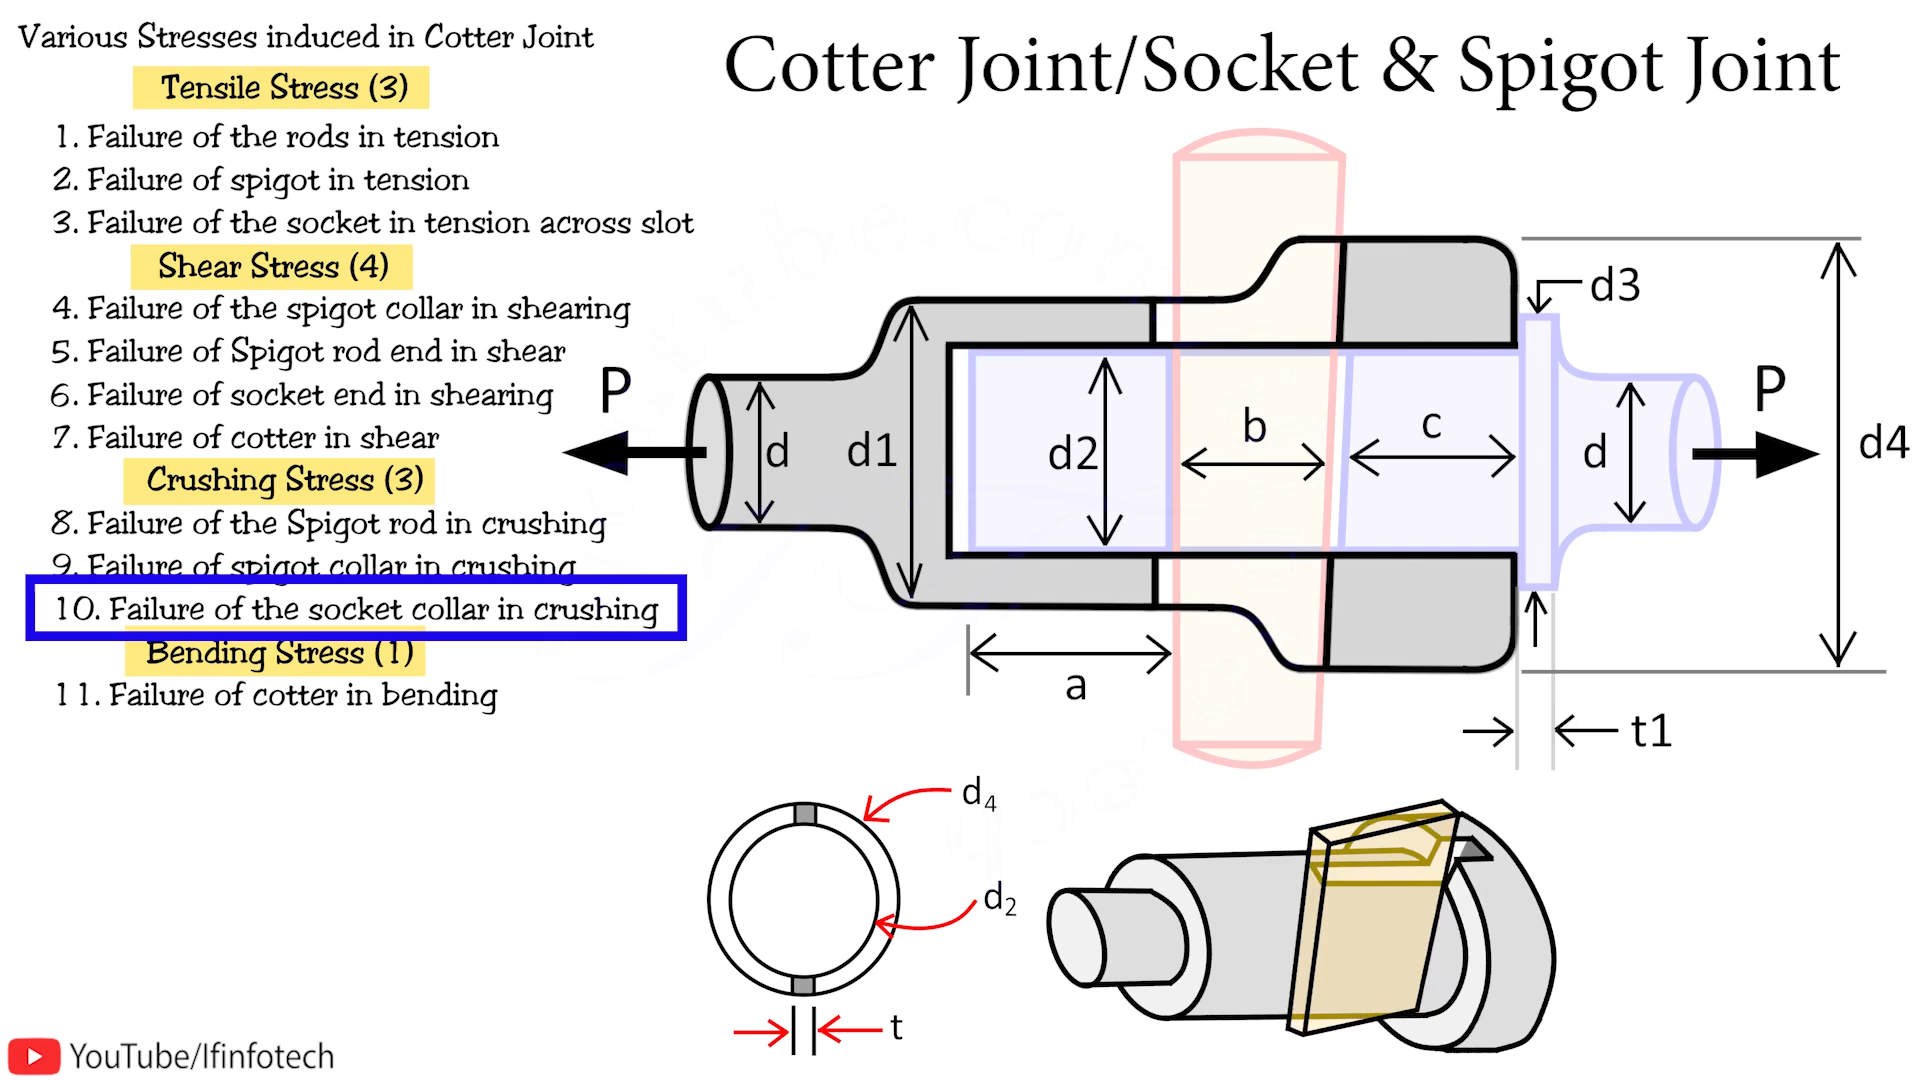 Various Stresses induced in Cotter Joint
Tensile Stress (3)
1. Failure of the rods in tension
2. Failure of spigot in tension
3. Failure of the socket in tension across slot
Shear Stress (4)
4. Failure of the spigot collar in shearing
5. Failure of Spigot rod end in shear
6. Failure of socket end in shearing
7. Failure of cotter in shear
Crushing Stress (3)
8. Failure of the Spigot rod in crushing
9. Failure of spigot collar in crushing
10. Failure of the socket collar in crushing
Bending Stress (1)
11. Failure of cotter in bending
Cotter Joint/Socket & Spigot Joint
d3
P
d
d1
d2
b
c
d
P
d4
a
t1
d4
d2
t
YouTube/lfinfotech